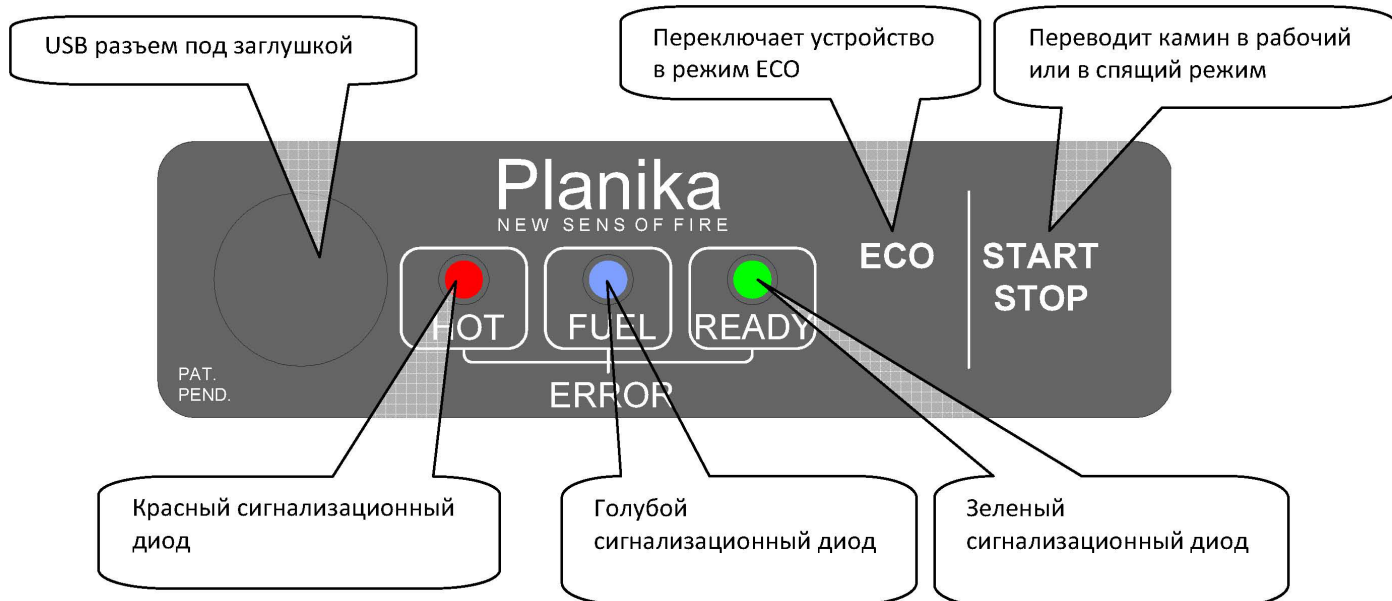 USB разъем под заглушкой
Переключает устройство
в режим ECO
Переводит камин в рабочий
или в спящий режим
Planika
NEW SENS OF FIRE
ECO
START
STOP
HOT
FUEL
READY
ERROR
PAT.
PEND.
Красный сигнализационный
диод
Голубой
сигнализационный диод
Зеленый
сигнализационный диод